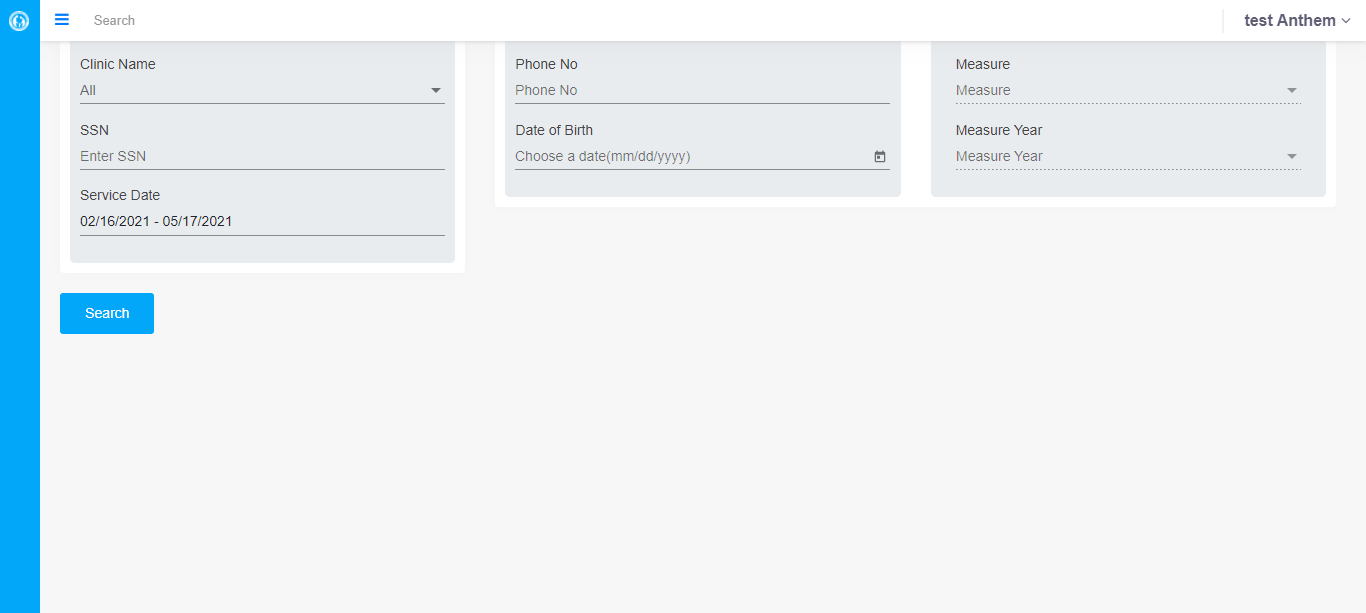 Search
test Anthem
Clinic Name
All
SSN
Enter SSN
Service Date
02/16/2021 - 05/17/2021
Phone No
Phone No
Date of Birth
Choose a date(mm/dd/yyyy)
Measure
Measure
Measure Year
Measure Year
Search